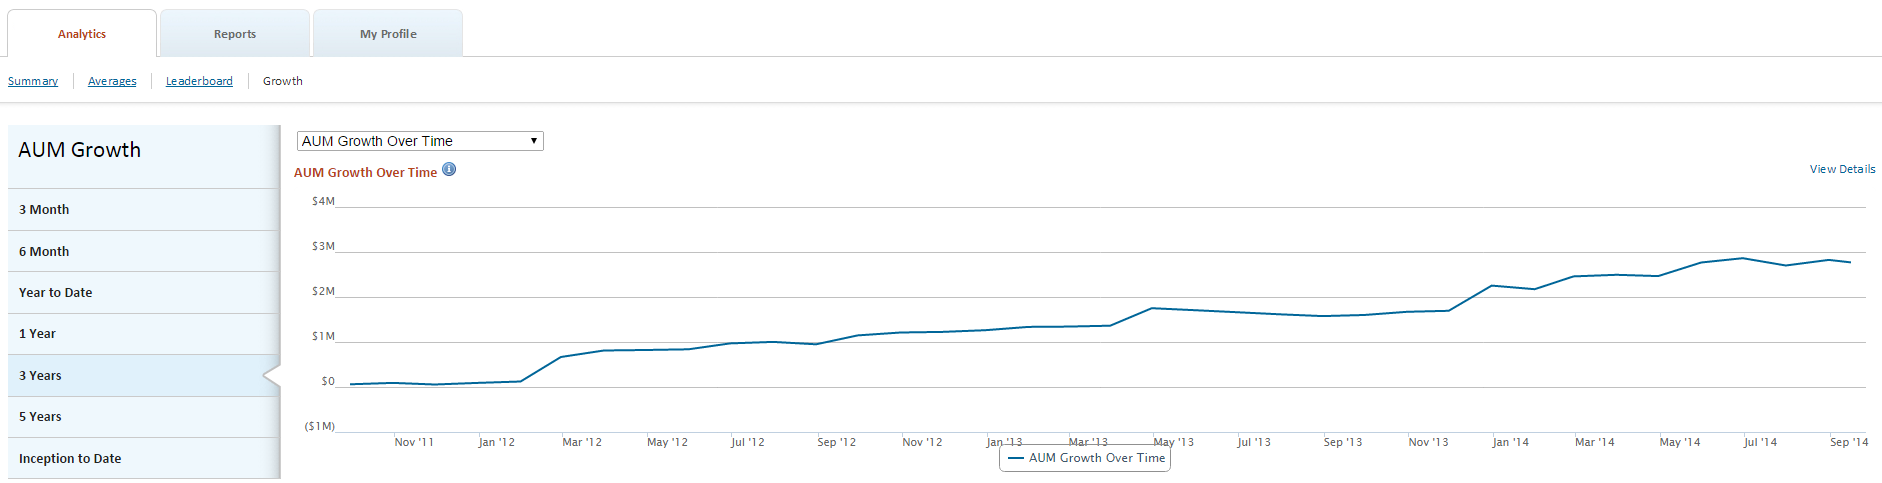 Analytics Reports My Profile
Summary Averages Leaderboard Growth
AUM Growth
3 Month
6 Month
Year to Date
1 Year
3 Years
5 Years
Inception to Date
AUM Growth Over Time
AUM Growth Over Time
View Details
$4M
$3M
$2M
$1M
$0
($1M)
Nov '11 Jan '12 Mar '12 May '12 Jul '12 Sep '12 Nov '12 Jan '13 Mar '13 May '13 Jul '13 Sep '13 Nov '13 Jan '14 Mar '14 May '14 Jul '14 Sep '14
AUM Growth Over Time